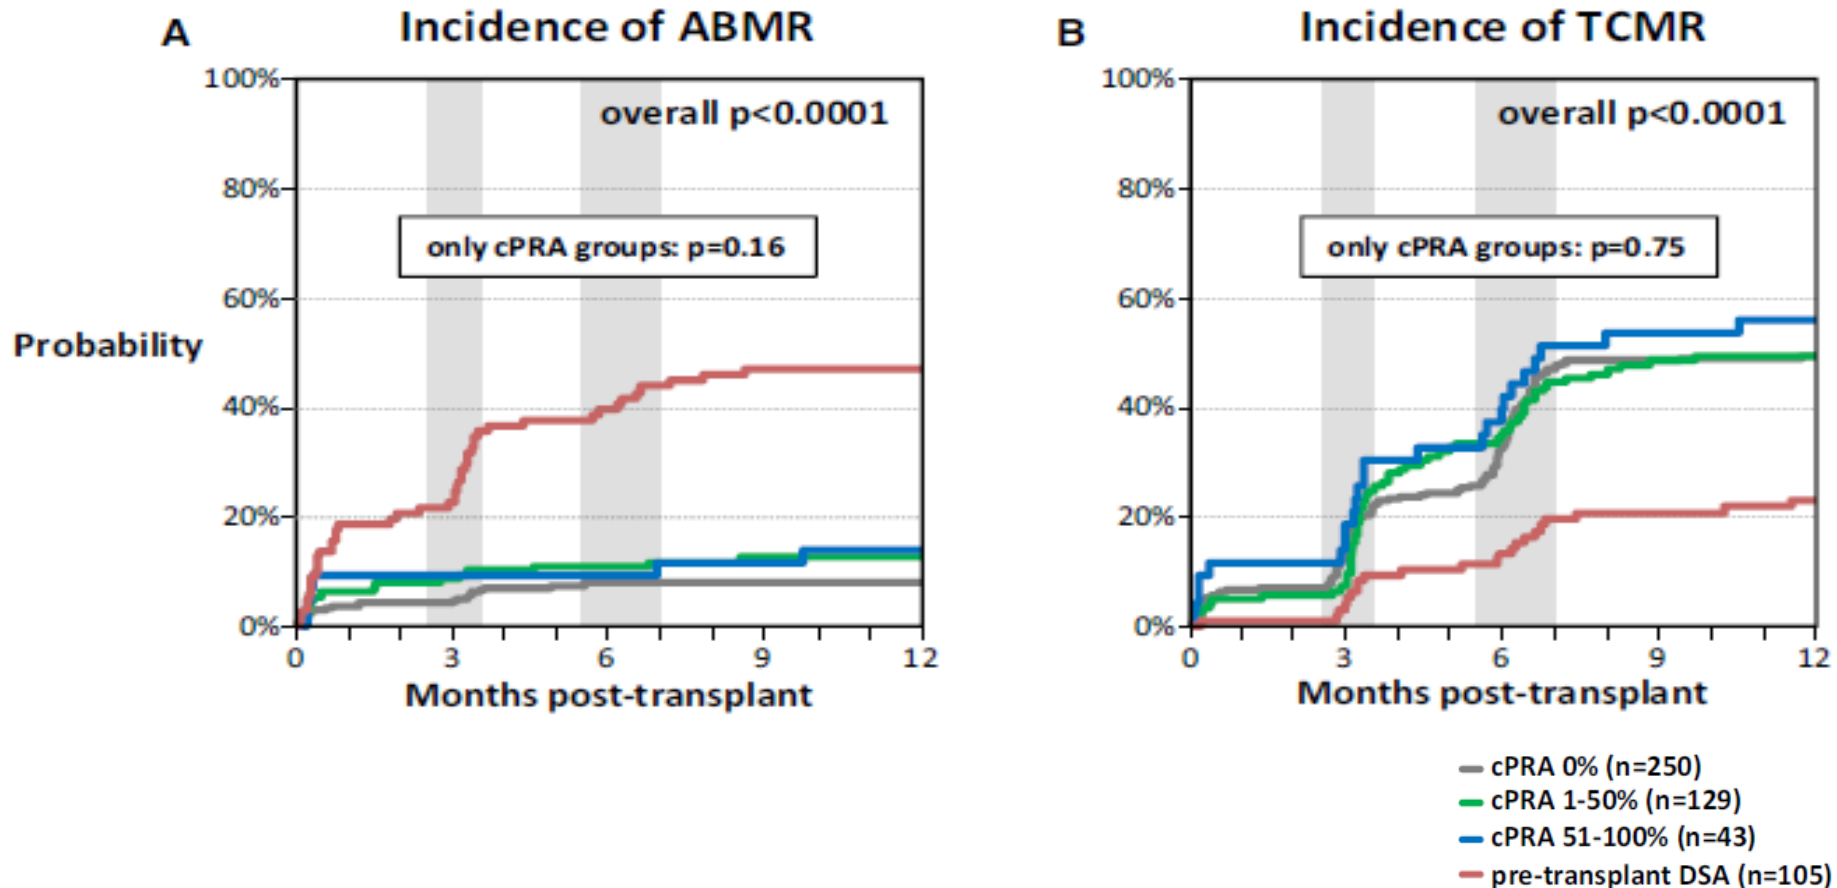 A
Incidence of ABMR
100%
80%
60%
40%
20%
0%
overall p<0.0001
only cPRA groups: p=0.16
Probability
0 3 6 9 12
Months post-transplant
B
Incidence of TCMR
100%
80%
60%
40%
20%
0%
overall p<0.0001
only cPRA groups: p=0.75
0 3 6 9 12
Months post-transplant
cPRA 0% (n=250)
cPRA 1-50% (n=129)
cPRA 51-100% (n=43)
pre-transplant DSA (n=105)